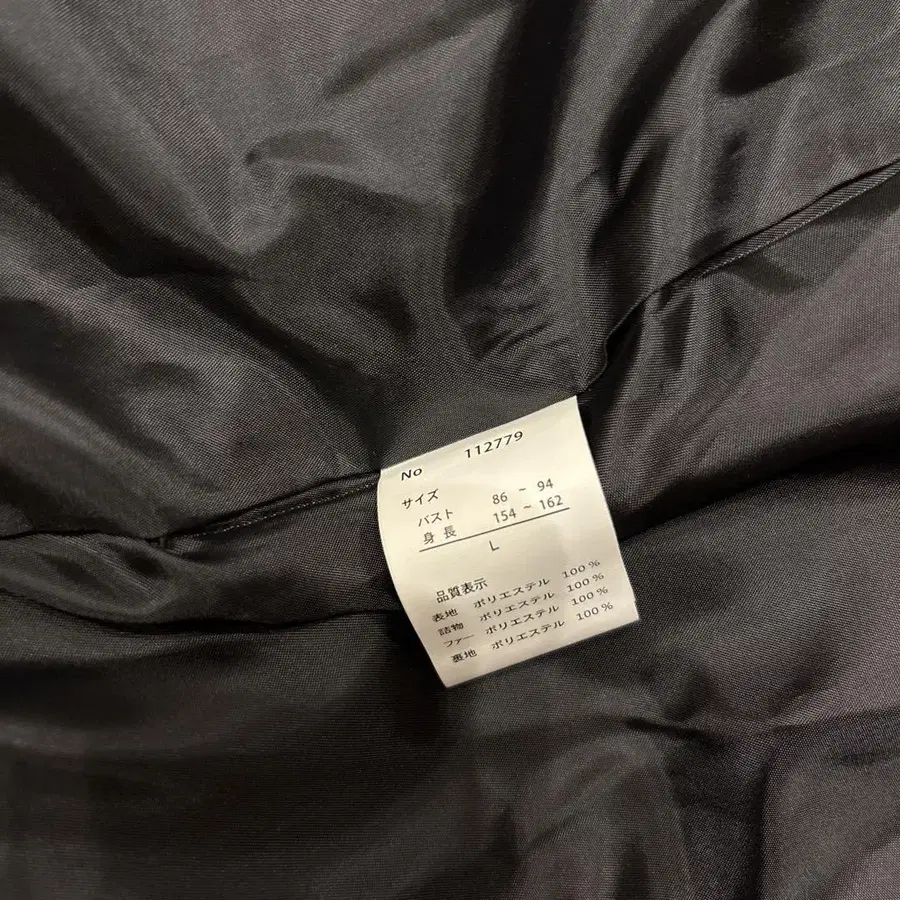 No 112779
サイズ
バスト 86 ~ 94
身長 154 ~ 162
L
品質表示
表地 ポリエステル 100%
詰物 ポリエステル 100%
ファー ポリエステル 100%
裏地 ポリエステル 100%